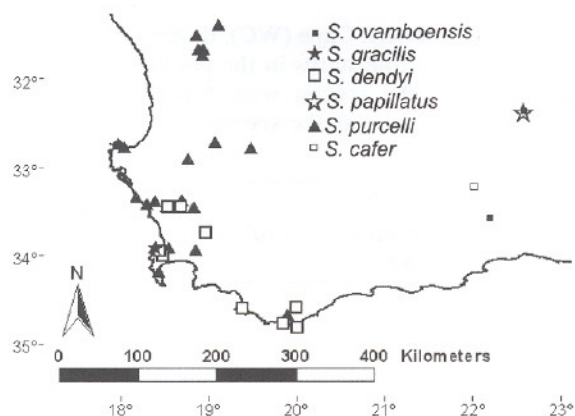 S. ovambоensis
S. gracilis
S. dendyi
S. papillatus
S. purcelli
S. cafer
32°
33°
34°
35°
N
0 100 200 300 400 Kilometers
18° 19° 20° 21° 22° 23°